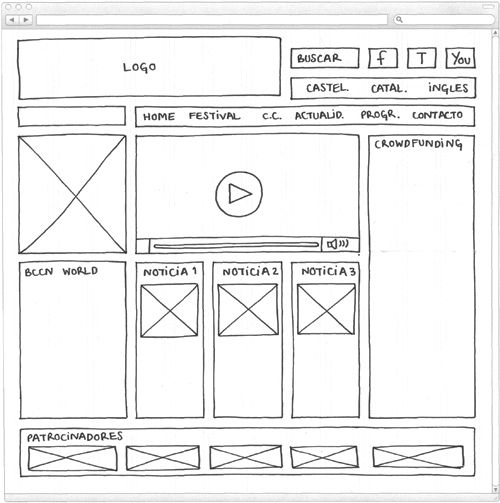 LOGO
BUSCAR f T You
CASTEL. CATAL. INGLES
HOME FESTIVAL C.C. ACTUALID. PROGR. CONTACTO
CROWDFUNDING
BCCN WORLD
NOTICIA 1 NOTICIA 2 NOTICIA 3
PATROCINADORES